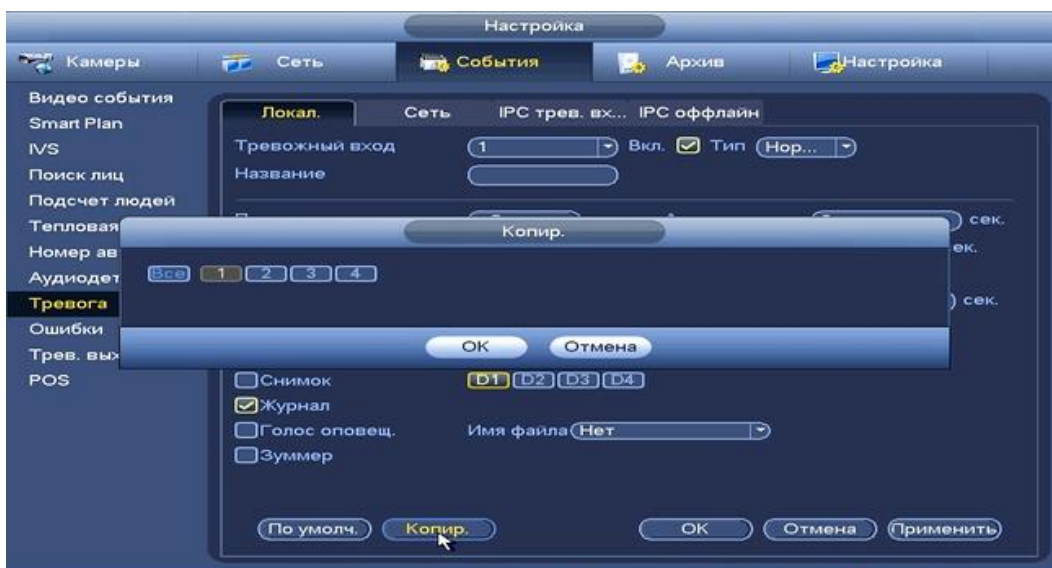 Настройка
Камеры Сеть События Архив Настройка
Видео события
Smart Plan
IVS
Поиск лиц
Подсчет людей
Тепловая
Номер ав
Аудиодет
Тревога
Ошибки
Трев. вых
POS
Локал. Сеть IPC трев. вх... IPC оффлайн
Тревожный вход 1 Вкл. Тип Нор...
Название
сек.
Копир.
ек.
Все 1 2 3 4
сек.
OK Отмена
Снимок D1 D2 D3 D4
Журнал
Голос оповещ. Имя файла Нет
Зуммер
По умолч. Копир. OK Отмена Применить